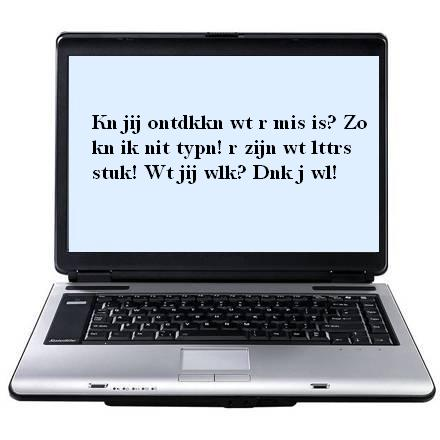 Kn jij ontdkkn wt r mis is? Zo
kn ik nit typn! r zijn wt lttrs
stuk! Wt jij wlk? Dnk j wl!